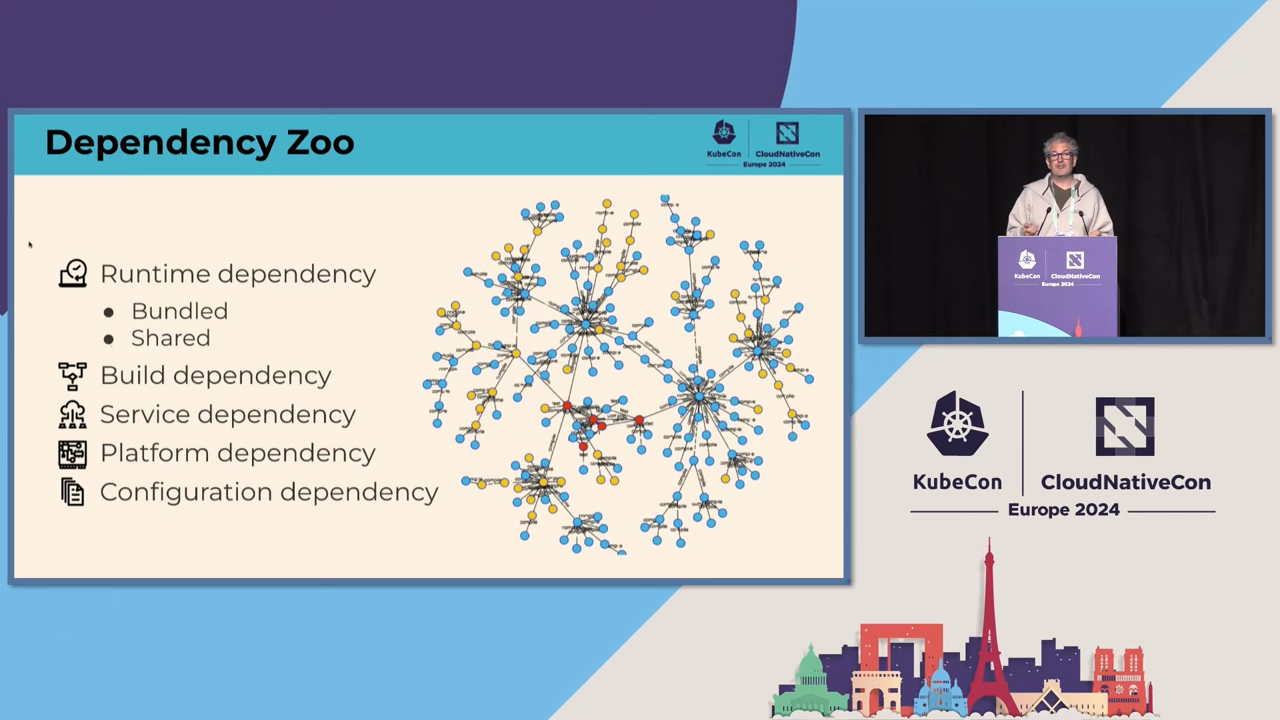 Dependency Zoo
KubeCon
CloudNativeCon
Europe 2024
Runtime dependency
● Bundled
● Shared
Build dependency
Service dependency
Platform dependency
Configuration dependency
KubeCon
CloudNativeCon
Europe 2024
KubeCon
CloudNativeCon
Europe 2024